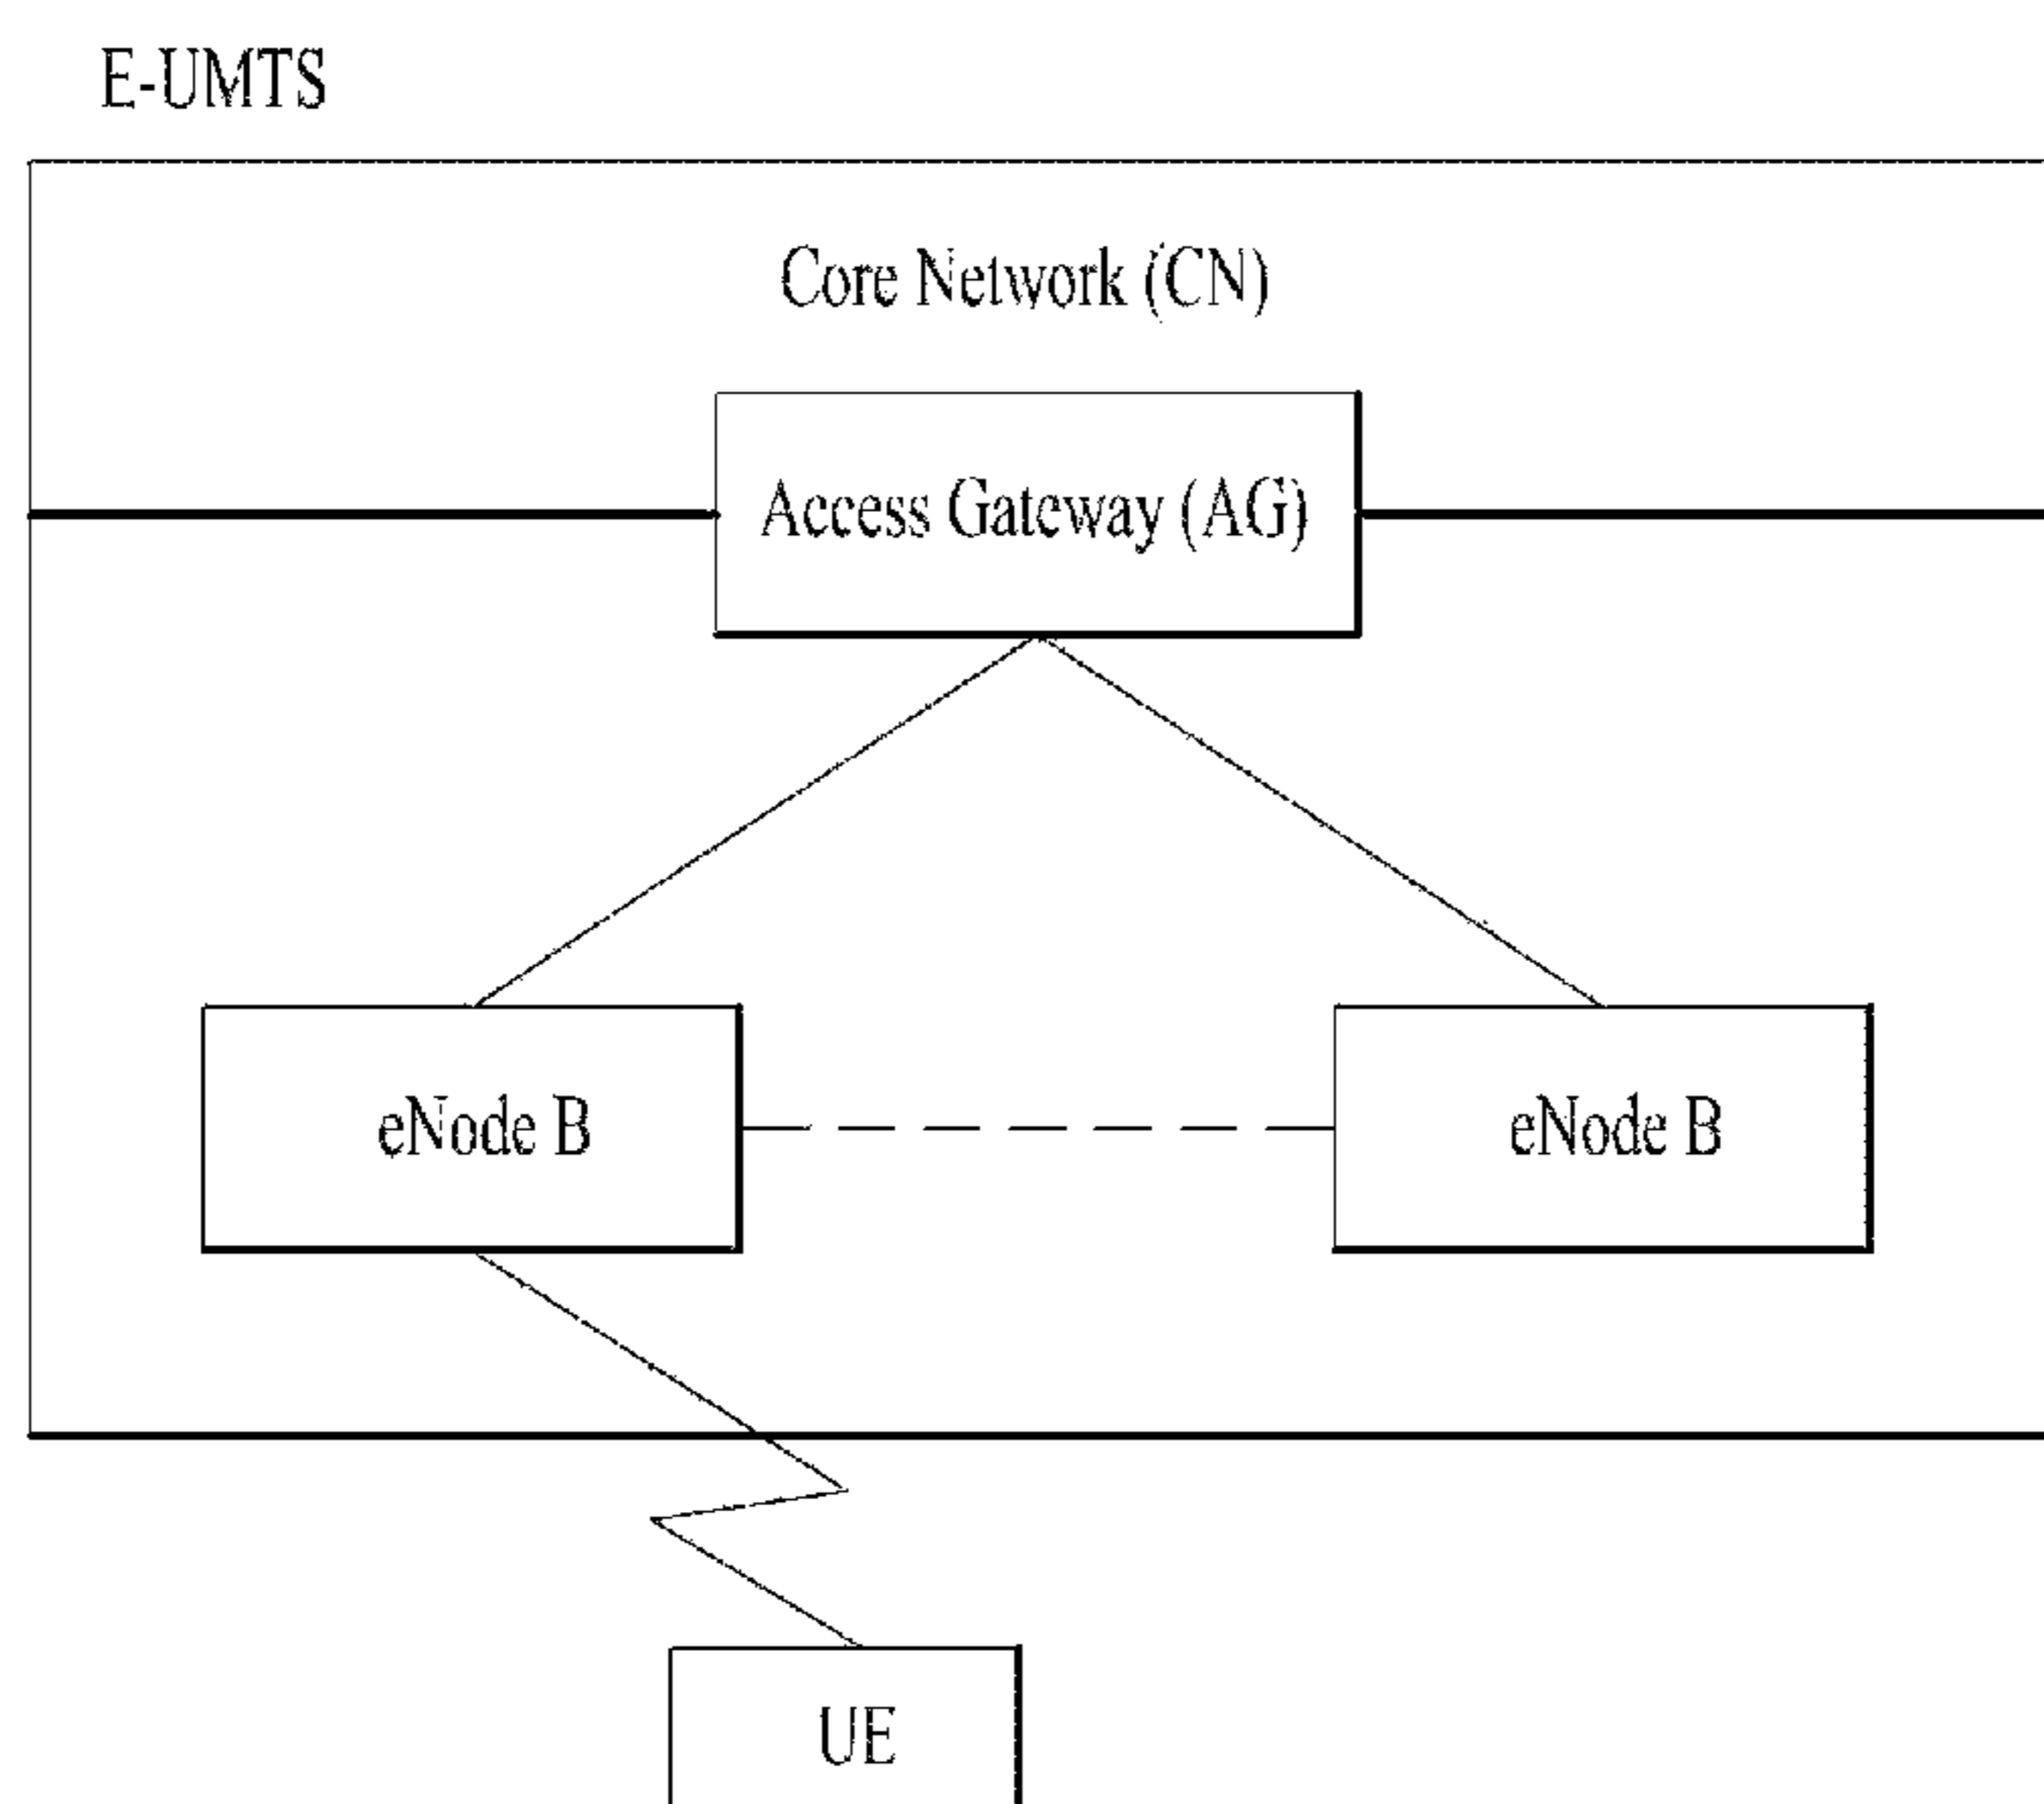 E-UMTS
Core Network (CN)
Access Gateway (AG)
eNode B
eNode B
UE